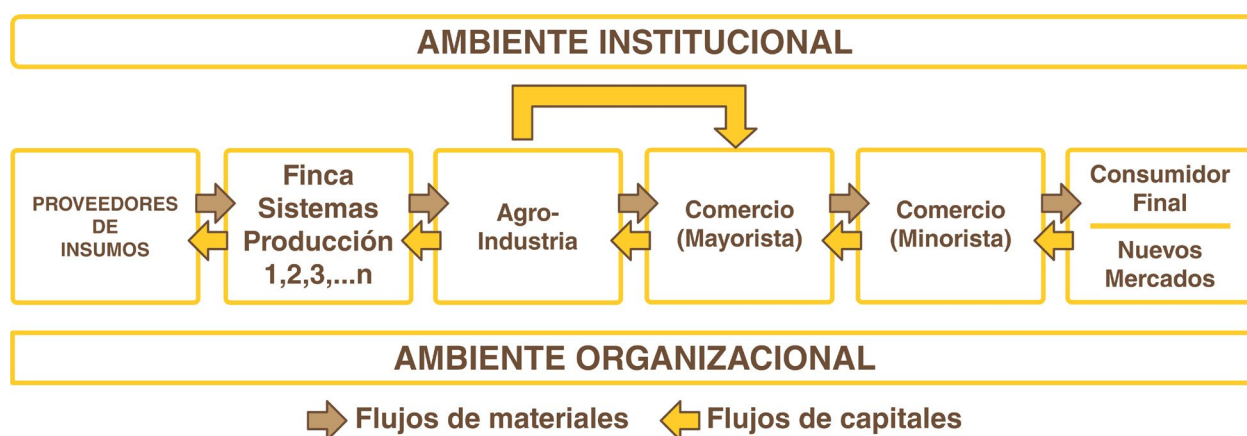 AMBIENTE INSTITUCIONAL
PROVEEDORES
DE
INSUMOS
Finca
Sistemas
Producción
1,2,3,...n
Agro-
Industria
Comercio
(Mayorista)
Comercio
(Minorista)
Consumidor
Final
Nuevos
Mercados
AMBIENTE ORGANIZACIONAL
Flujos de materiales
Flujos de capitales